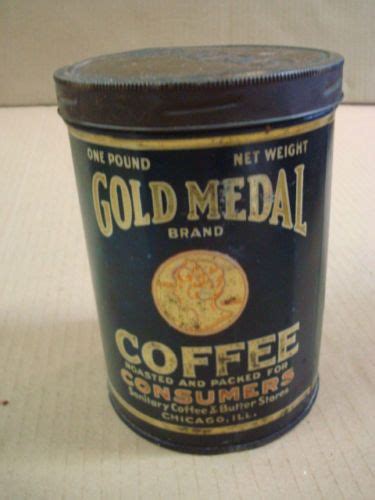 ONE POUND NET WEIGHT
GOLD MEDAL
BRAND
COFFEE
ROASTED AND PACKED FOR
CONSUMERS
Sanitary Coffee & Butter Stores
CHICAGO, ILL.